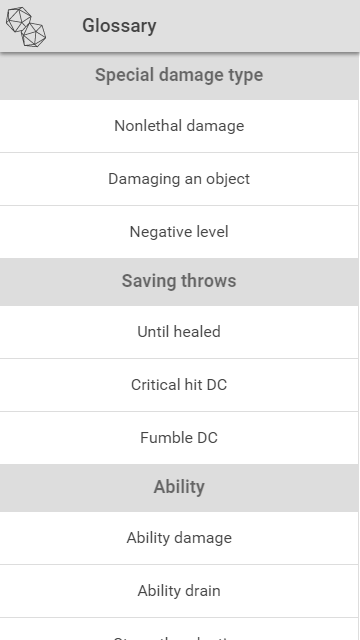 Glossary
Special damage type
Nonlethal damage
Damaging an object
Negative level
Saving throws
Until healed
Critical hit DC
Fumble DC
Ability
Ability damage
Ability drain